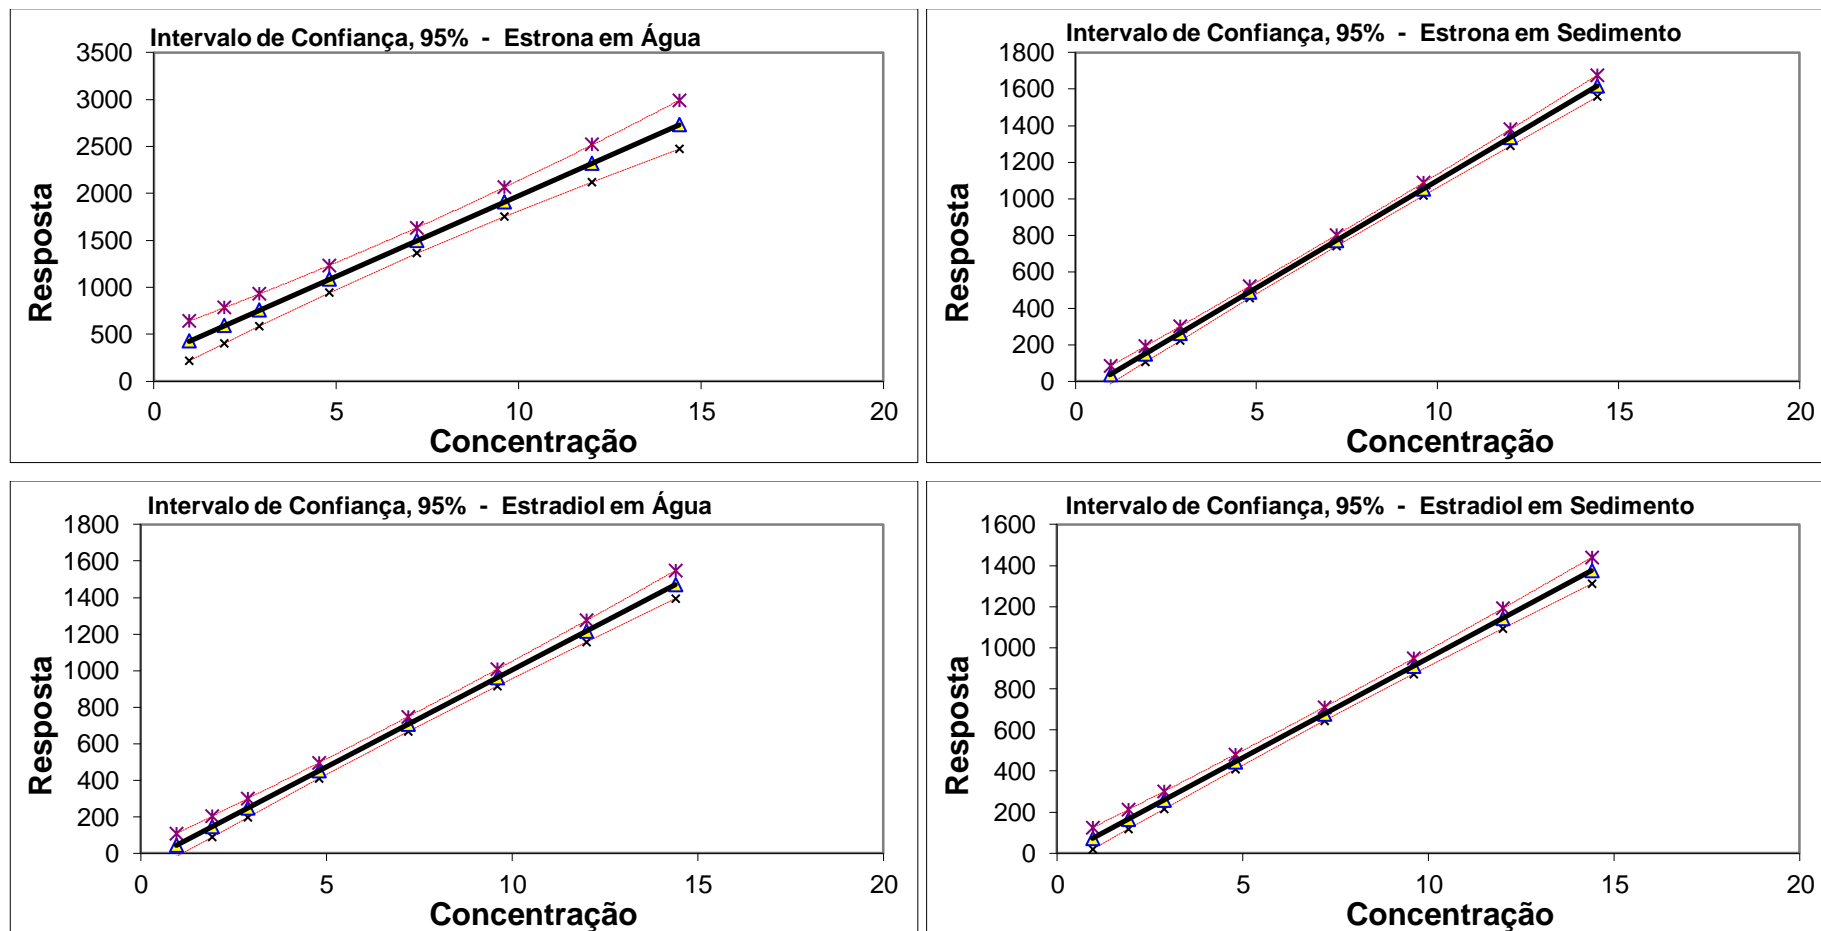 Intervalo de Confiança, 95% - Estrona em Água
3500
3000
2500
2000
1500
1000
500
0
0 5 10 15 20
Resposta
Concentração
Intervalo de Confiança, 95% - Estrona em Sedimento
1800
1600
1400
1200
1000
800
600
400
200
0
0 5 10 15 20
Resposta
Concentração
Intervalo de Confiança, 95% - Estradiol em Água
1800
1600
1400
1200
1000
800
600
400
200
0
0 5 10 15 20
Resposta
Concentração
Intervalo de Confiança, 95% - Estradiol em Sedimento
1600
1400
1200
1000
800
600
400
200
0
0 5 10 15 20
Resposta
Concentração